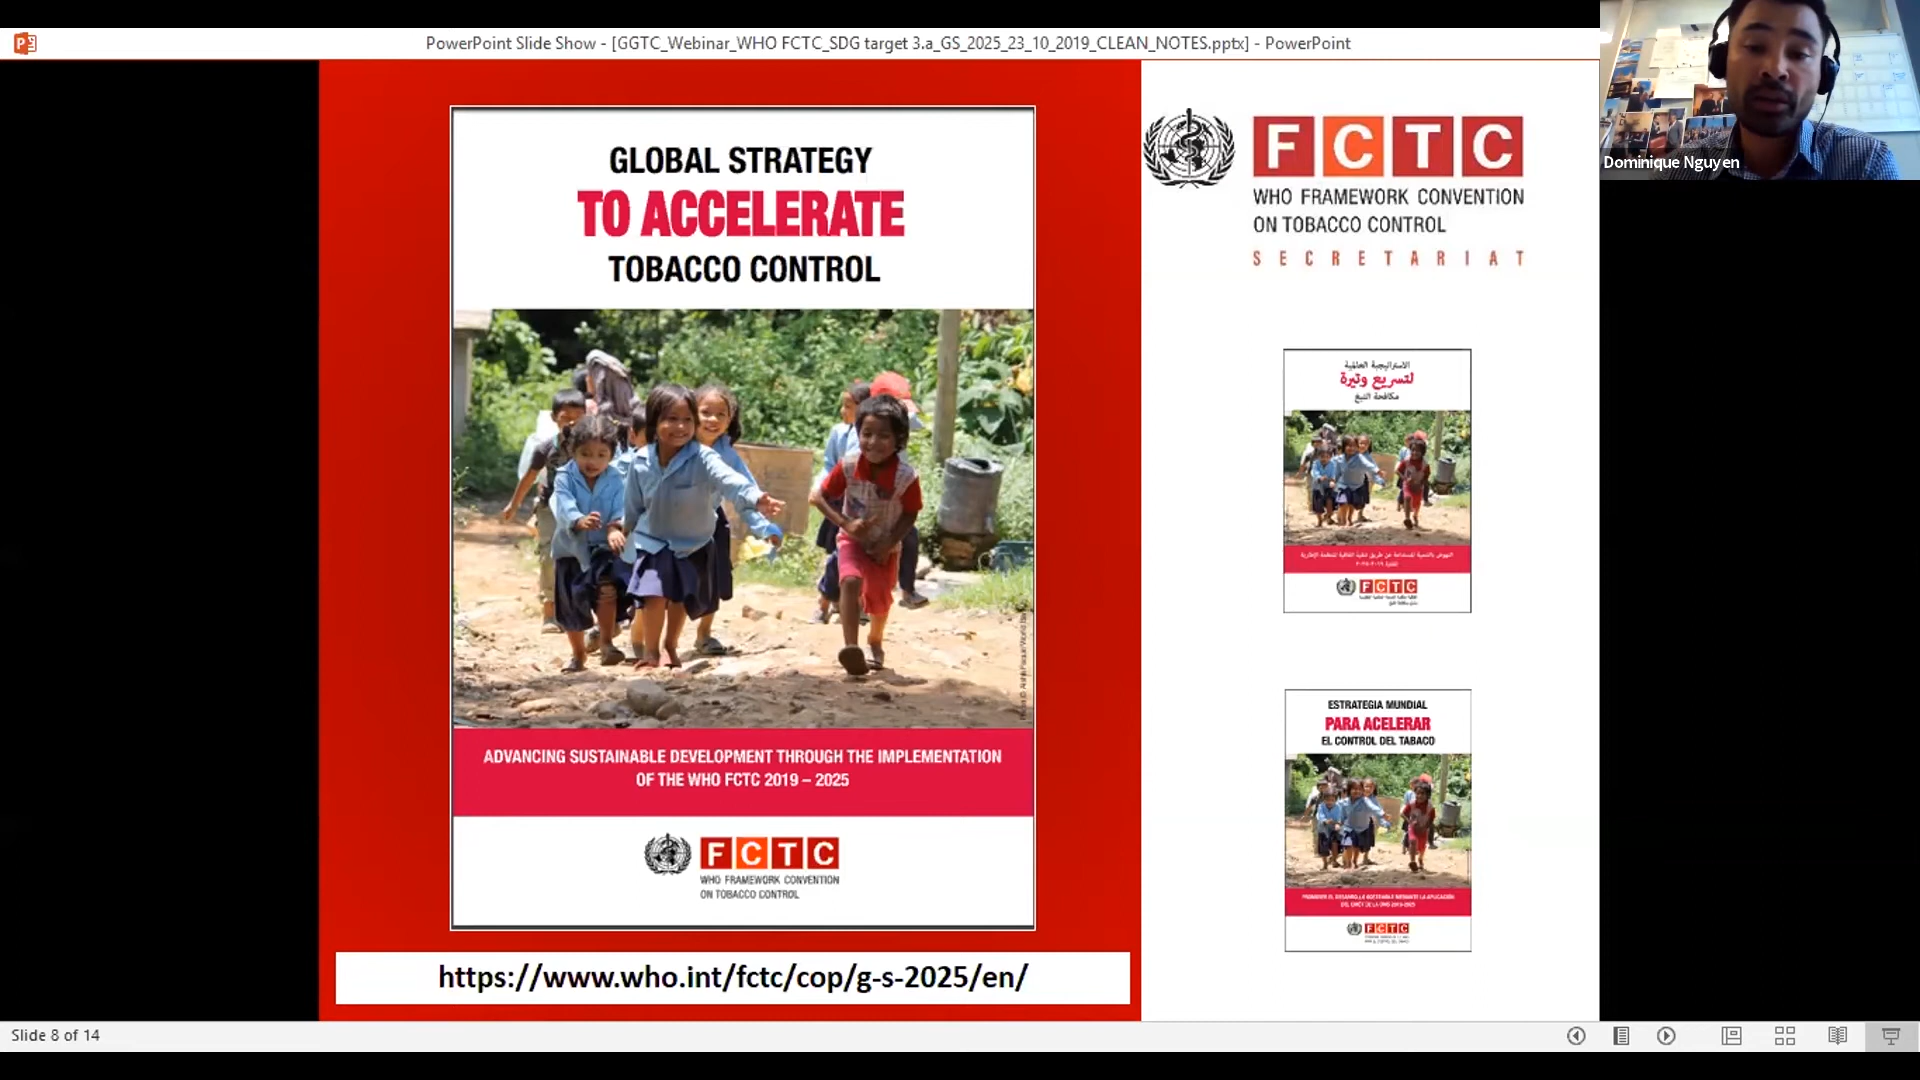 PowerPoint Slide Show - [GGTC_Webinar_WHO FCTC_SDG target 3.a_GS_2025_23_10_2019_CLEAN_NOTES.pptx] - PowerPoint
Dominique Nguyen
GLOBAL STRATEGY
TO ACCELERATE
TOBACCO CONTROL
ADVANCING SUSTAINABLE DEVELOPMENT THROUGH THE IMPLEMENTATION
OF THE WHO FCTC 2019 – 2025
FCTC
WHO FRAMEWORK CONVENTION
ON TOBACCO CONTROL
https://www.who.int/fctc/cop/g-s-2025/en/
FCTC
WHO FRAMEWORK CONVENTION
ON TOBACCO CONTROL
SECRETARIAT
الاستراتيجية العالمية
لتسريع وتيرة
مكافحة التبغ
FCTC
ESTRATEGIA MUNDIAL
PARA ACELERAR
EL CONTROL DEL TABACO
FCTC
Slide 8 of 14